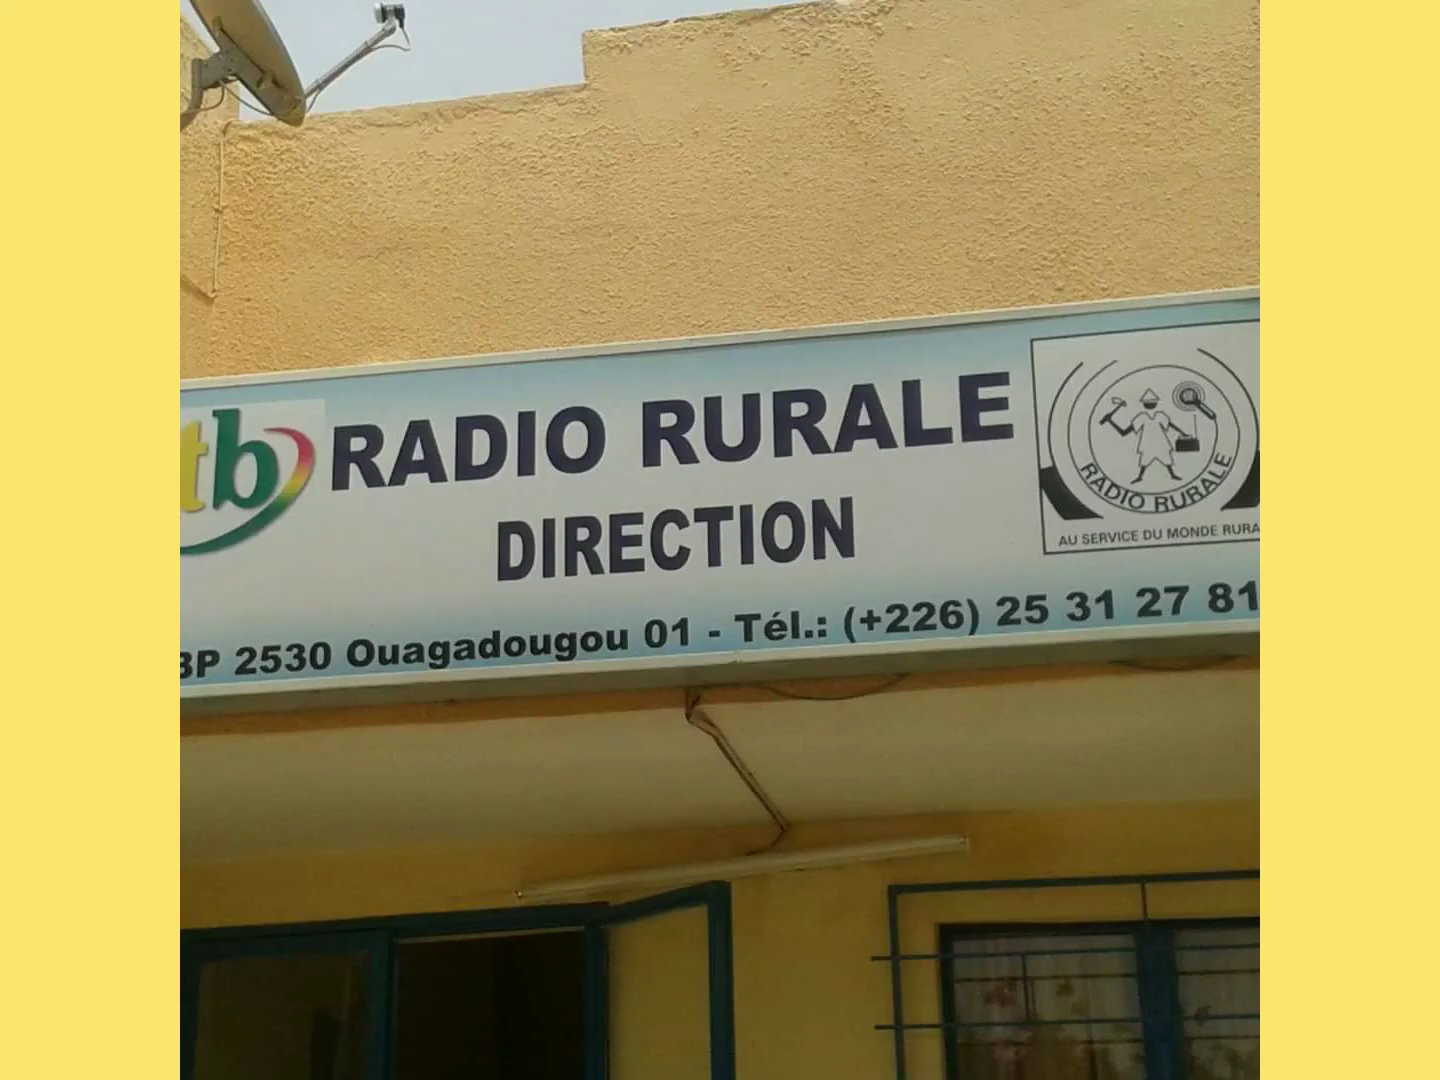 tb
RADIO RURALE
DIRECTION
RADIO RURALE
AU SERVICE DU MONDE
BP 2530 Ouagadougou 01 - Tél.: (+226) 25 31 27 81